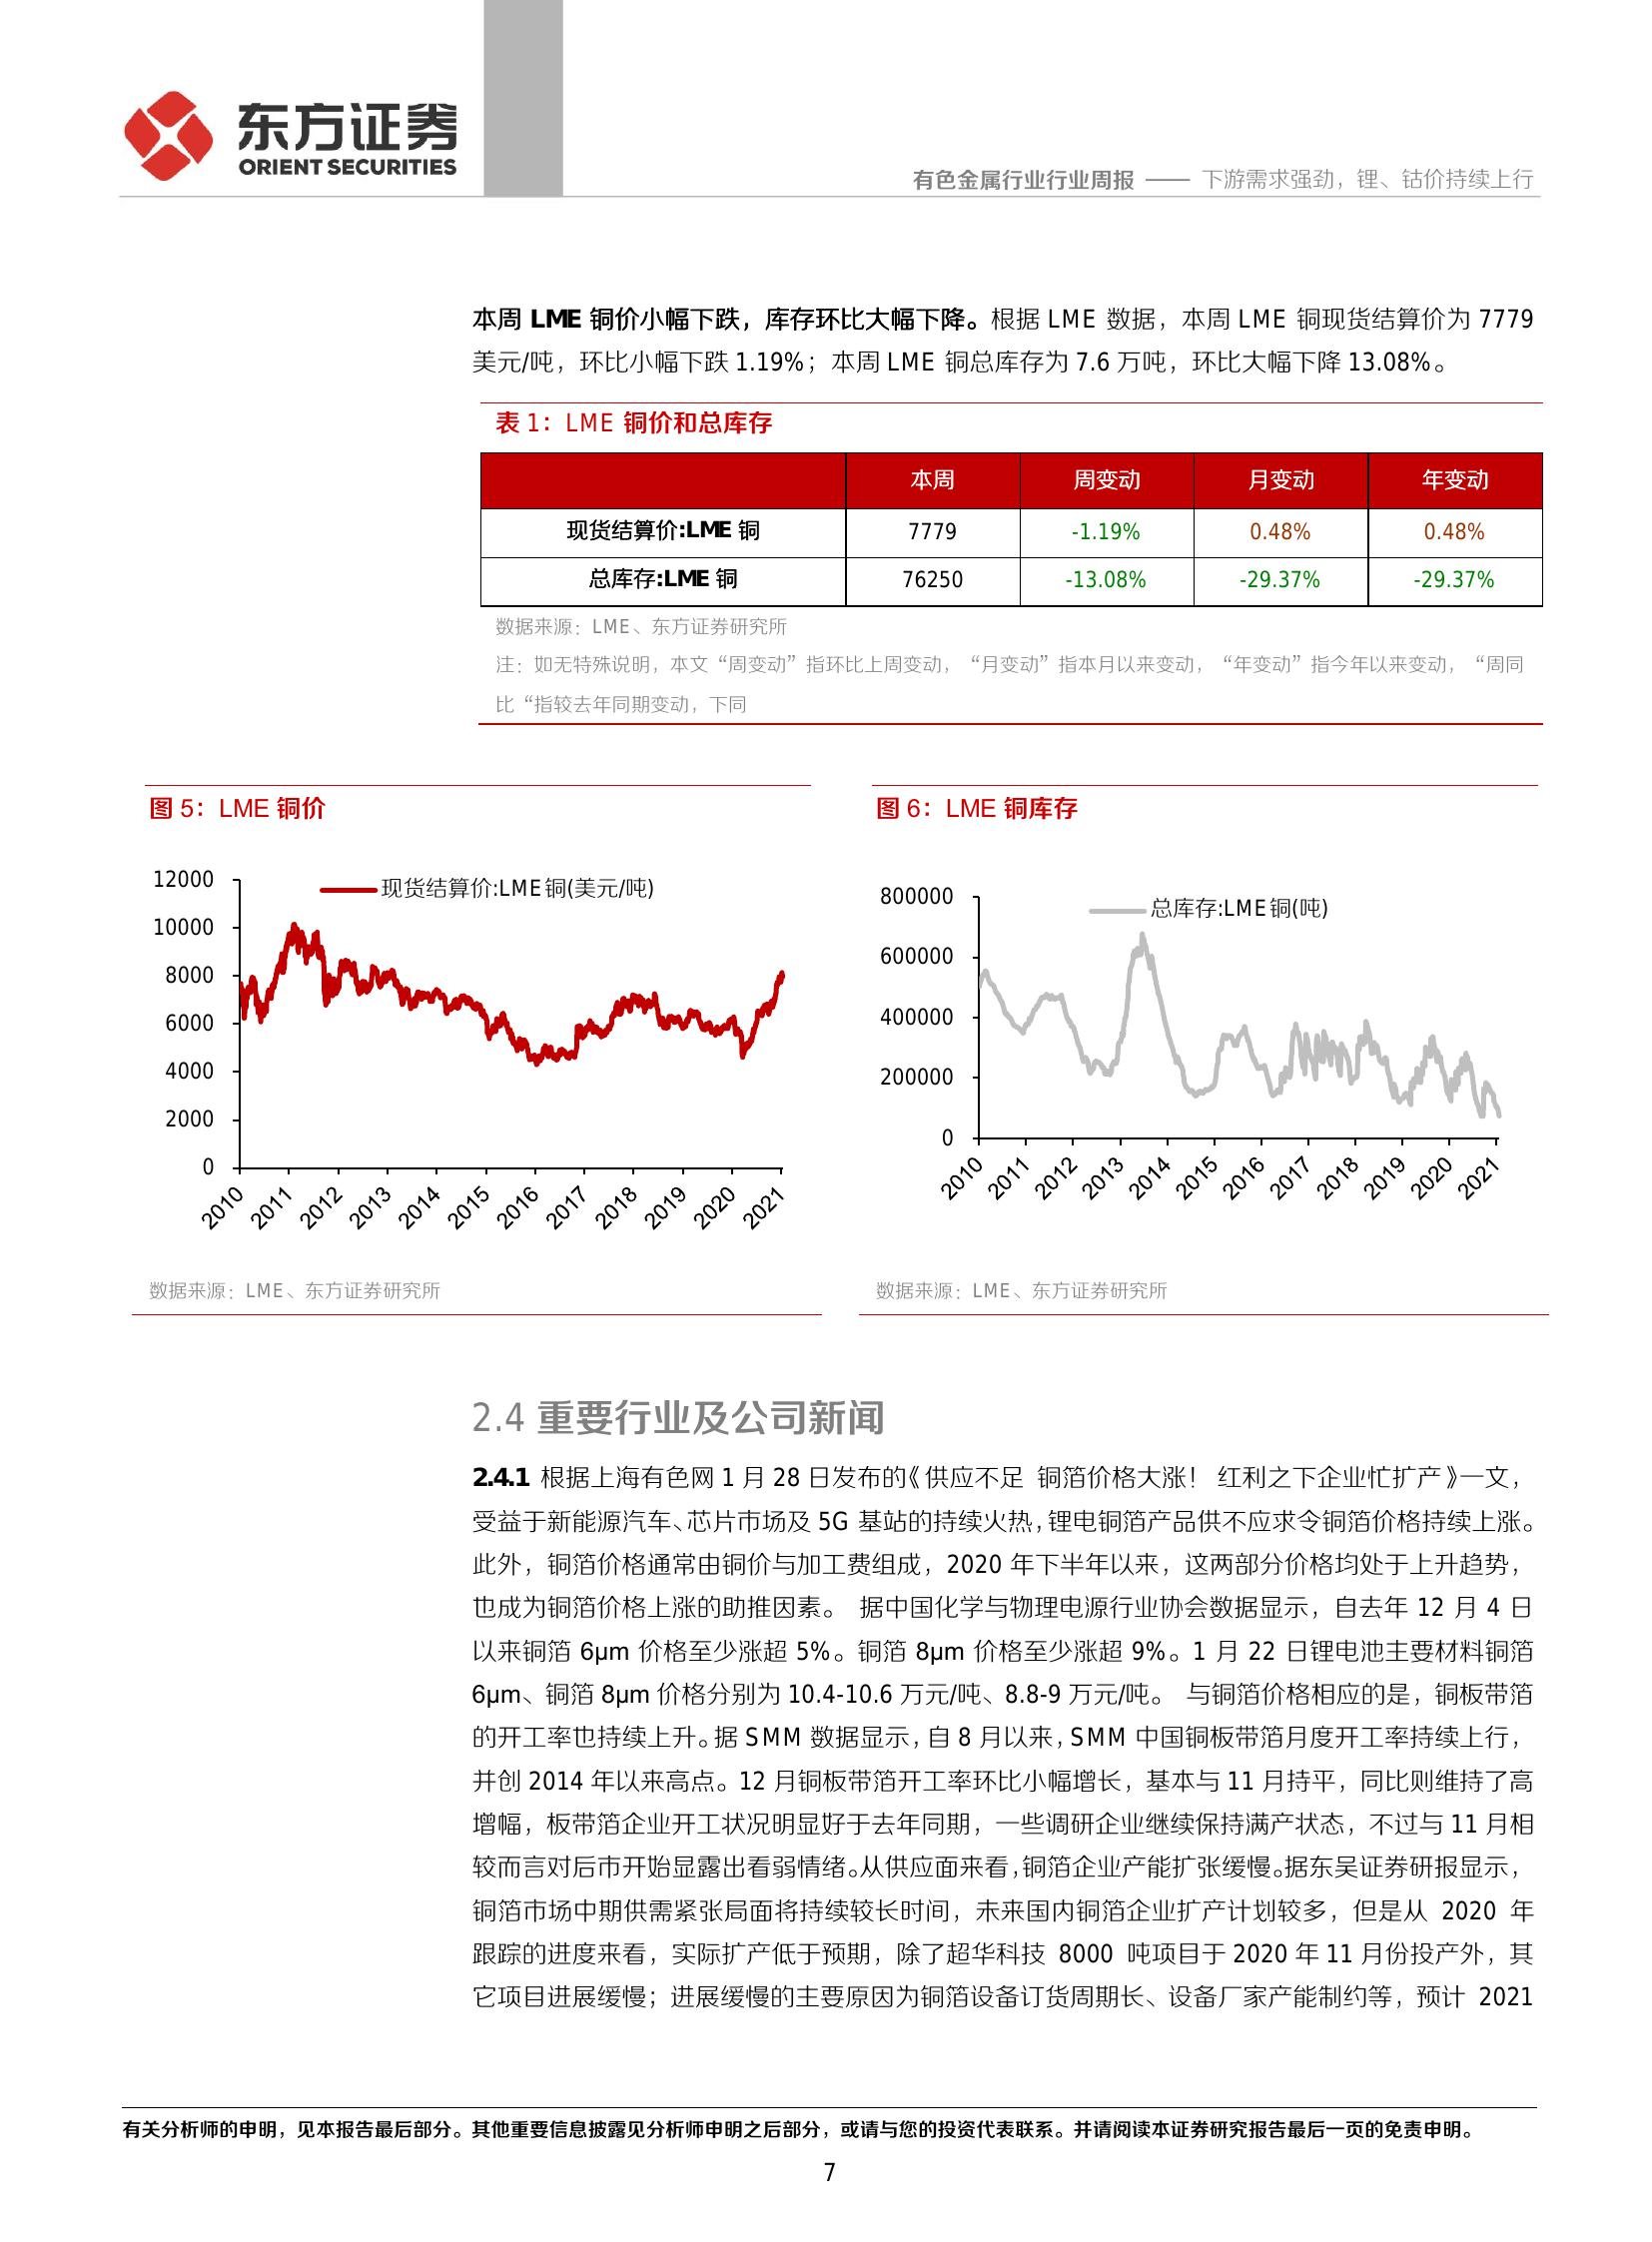 东方证券
ORIENT SECURITIES
有色金属行业行业周报 —— 下游需求强劲，锂、钴价持续上行
本周 LME 铜价小幅下跌，库存环比大幅下降。根据 LME 数据，本周 LME 铜现货结算价为 7779
美元/吨，环比小幅下跌 1.19%；本周 LME 铜总库存为 7.6 万吨，环比大幅下降 13.08%。
表 1：LME 铜价和总库存
本周 周变动 月变动 年变动
现货结算价:LME 铜 7779 -1.19% 0.48% 0.48%
总库存:LME 铜 76250 -13.08% -29.37% -29.37%
数据来源：LME、东方证券研究所
注：如无特殊说明，本文“周变动”指环比上周变动，“月变动”指本月以来变动，“年变动”指今年以来变动，“周同
比“指较去年同期变动，下同
图 5：LME 铜价
现货结算价:LME铜(美元/吨)
12000
10000
8000
6000
4000
2000
0
2010 2011 2012 2013 2014 2015 2016 2017 2018 2019 2020 2021
数据来源：LME、东方证券研究所
图 6：LME 铜库存
总库存:LME铜(吨)
800000
600000
400000
200000
0
2010 2011 2012 2013 2014 2015 2016 2017 2018 2019 2020 2021
数据来源：LME、东方证券研究所
2.4 重要行业及公司新闻
2.4.1 根据上海有色网 1 月 28 日发布的《供应不足 铜箔价格大涨！ 红利之下企业忙扩产》一文，
受益于新能源汽车、芯片市场及 5G 基站的持续火热，锂电铜箔产品供不应求令铜箔价格持续上涨。
此外，铜箔价格通常由铜价与加工费组成，2020 年下半年以来，这两部分价格均处于上升趋势，
也成为铜箔价格上涨的助推因素。 据中国化学与物理电源行业协会数据显示，自去年 12 月 4 日
以来铜箔 6μm 价格至少涨超 5%。铜箔 8μm 价格至少涨超 9%。1 月 22 日锂电池主要材料铜箔
6μm、铜箔 8μm 价格分别为 10.4-10.6 万元/吨、8.8-9 万元/吨。 与铜箔价格相应的是，铜板带箔
的开工率也持续上升。据 SMM 数据显示，自 8 月以来，SMM 中国铜板带箔月度开工率持续上行，
并创 2014 年以来高点。12 月铜板带箔开工率环比小幅增长，基本与 11 月持平，同比则维持了高
增幅，板带箔企业开工状况明显好于去年同期，一些调研企业继续保持满产状态，不过与 11 月相
较而言对后市开始显露出看弱情绪。从供应面来看，铜箔企业产能扩张缓慢。据东吴证券研报显示，
铜箔市场中期供需紧张局面将持续较长时间，未来国内铜箔企业扩产计划较多，但是从 2020 年
跟踪的进度来看，实际扩产低于预期，除了超华科技 8000 吨项目于 2020 年 11 月份投产外，其
它项目进展缓慢；进展缓慢的主要原因为铜箔设备订货周期长、设备厂家产能制约等，预计 2021
有关分析师的申明，见本报告最后部分。其他重要信息披露见分析师申明之后部分，或请与您的投资代表联系。并请阅读本证券研究报告最后一页的免责申明。
7